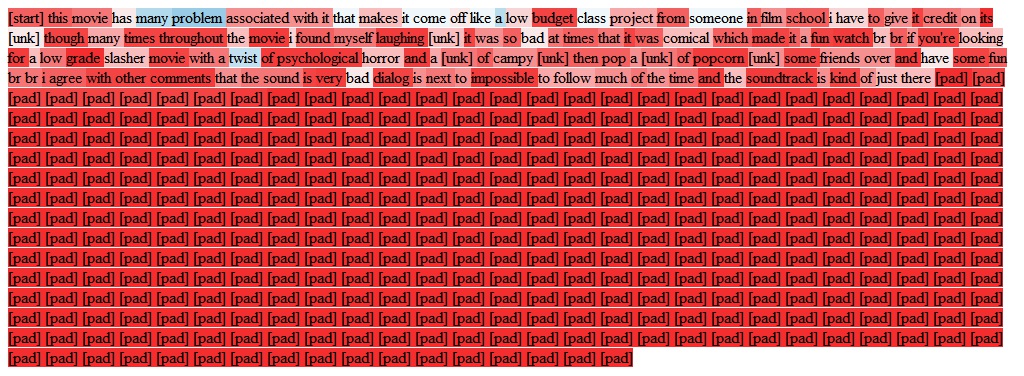 [start] this movie has many problem associated with it that makes it come off like a low budget class project from someone in film school i have to give it credit on its
[unk] though many times throughout the movie i found myself laughing [unk] it was so bad at times that it was comical which made it a fun watch br br if you're looking
for a low grade slasher movie with a twist of psychological horror and a [unk] of campy [unk] then pop a [unk] of popcorn [unk] some friends over and have some fun
br br i agree with other comments that the sound is very bad dialog is next to impossible to follow much of the time and the soundtrack is kind of just there [pad] [pad]
[pad] [pad] [pad] [pad] [pad] [pad] [pad] [pad] [pad] [pad] [pad] [pad] [pad] [pad] [pad] [pad] [pad] [pad] [pad] [pad] [pad] [pad] [pad] [pad] [pad] [pad] [pad]
[pad] [pad] [pad] [pad] [pad] [pad] [pad] [pad] [pad] [pad] [pad] [pad] [pad] [pad] [pad] [pad] [pad] [pad] [pad] [pad] [pad] [pad] [pad] [pad] [pad] [pad] [pad]
[pad] [pad] [pad] [pad] [pad] [pad] [pad] [pad] [pad] [pad] [pad] [pad] [pad] [pad] [pad] [pad] [pad] [pad] [pad] [pad] [pad] [pad] [pad] [pad] [pad] [pad] [pad]
[pad] [pad] [pad] [pad] [pad] [pad] [pad] [pad] [pad] [pad] [pad] [pad] [pad] [pad] [pad] [pad] [pad] [pad] [pad] [pad] [pad] [pad] [pad] [pad] [pad] [pad] [pad]
[pad] [pad] [pad] [pad] [pad] [pad] [pad] [pad] [pad] [pad] [pad] [pad] [pad] [pad] [pad] [pad] [pad] [pad] [pad] [pad] [pad] [pad] [pad] [pad] [pad] [pad] [pad]
[pad] [pad] [pad] [pad] [pad] [pad] [pad] [pad] [pad] [pad] [pad] [pad] [pad] [pad] [pad] [pad] [pad] [pad] [pad] [pad] [pad] [pad] [pad] [pad] [pad] [pad] [pad]
[pad] [pad] [pad] [pad] [pad] [pad] [pad] [pad] [pad] [pad] [pad] [pad] [pad] [pad] [pad] [pad] [pad] [pad] [pad] [pad] [pad] [pad] [pad] [pad] [pad] [pad] [pad]
[pad] [pad] [pad] [pad] [pad] [pad] [pad] [pad] [pad] [pad] [pad] [pad] [pad] [pad] [pad] [pad] [pad] [pad] [pad] [pad] [pad] [pad] [pad] [pad] [pad] [pad] [pad]
[pad] [pad] [pad] [pad] [pad] [pad] [pad] [pad] [pad] [pad] [pad] [pad] [pad] [pad] [pad] [pad] [pad] [pad] [pad] [pad] [pad] [pad] [pad] [pad] [pad] [pad] [pad]
[pad] [pad] [pad] [pad] [pad] [pad] [pad] [pad] [pad] [pad] [pad] [pad] [pad] [pad] [pad] [pad] [pad] [pad] [pad] [pad] [pad] [pad] [pad] [pad] [pad] [pad] [pad]
[pad] [pad] [pad] [pad] [pad] [pad] [pad] [pad] [pad] [pad] [pad] [pad] [pad] [pad] [pad] [pad] [pad] [pad] [pad] [pad] [pad] [pad] [pad] [pad] [pad] [pad] [pad]
[pad] [pad] [pad] [pad] [pad] [pad] [pad] [pad] [pad] [pad] [pad] [pad] [pad] [pad] [pad] [pad] [pad] [pad] [pad] [pad] [pad] [pad] [pad] [pad] [pad] [pad] [pad]
[pad] [pad] [pad] [pad] [pad] [pad] [pad] [pad] [pad] [pad] [pad] [pad] [pad] [pad] [pad] [pad] [pad] [pad] [pad] [pad] [pad] [pad] [pad] [pad] [pad] [pad] [pad]
[pad] [pad] [pad] [pad] [pad] [pad] [pad] [pad] [pad] [pad] [pad] [pad] [pad] [pad] [pad] [pad] [pad]